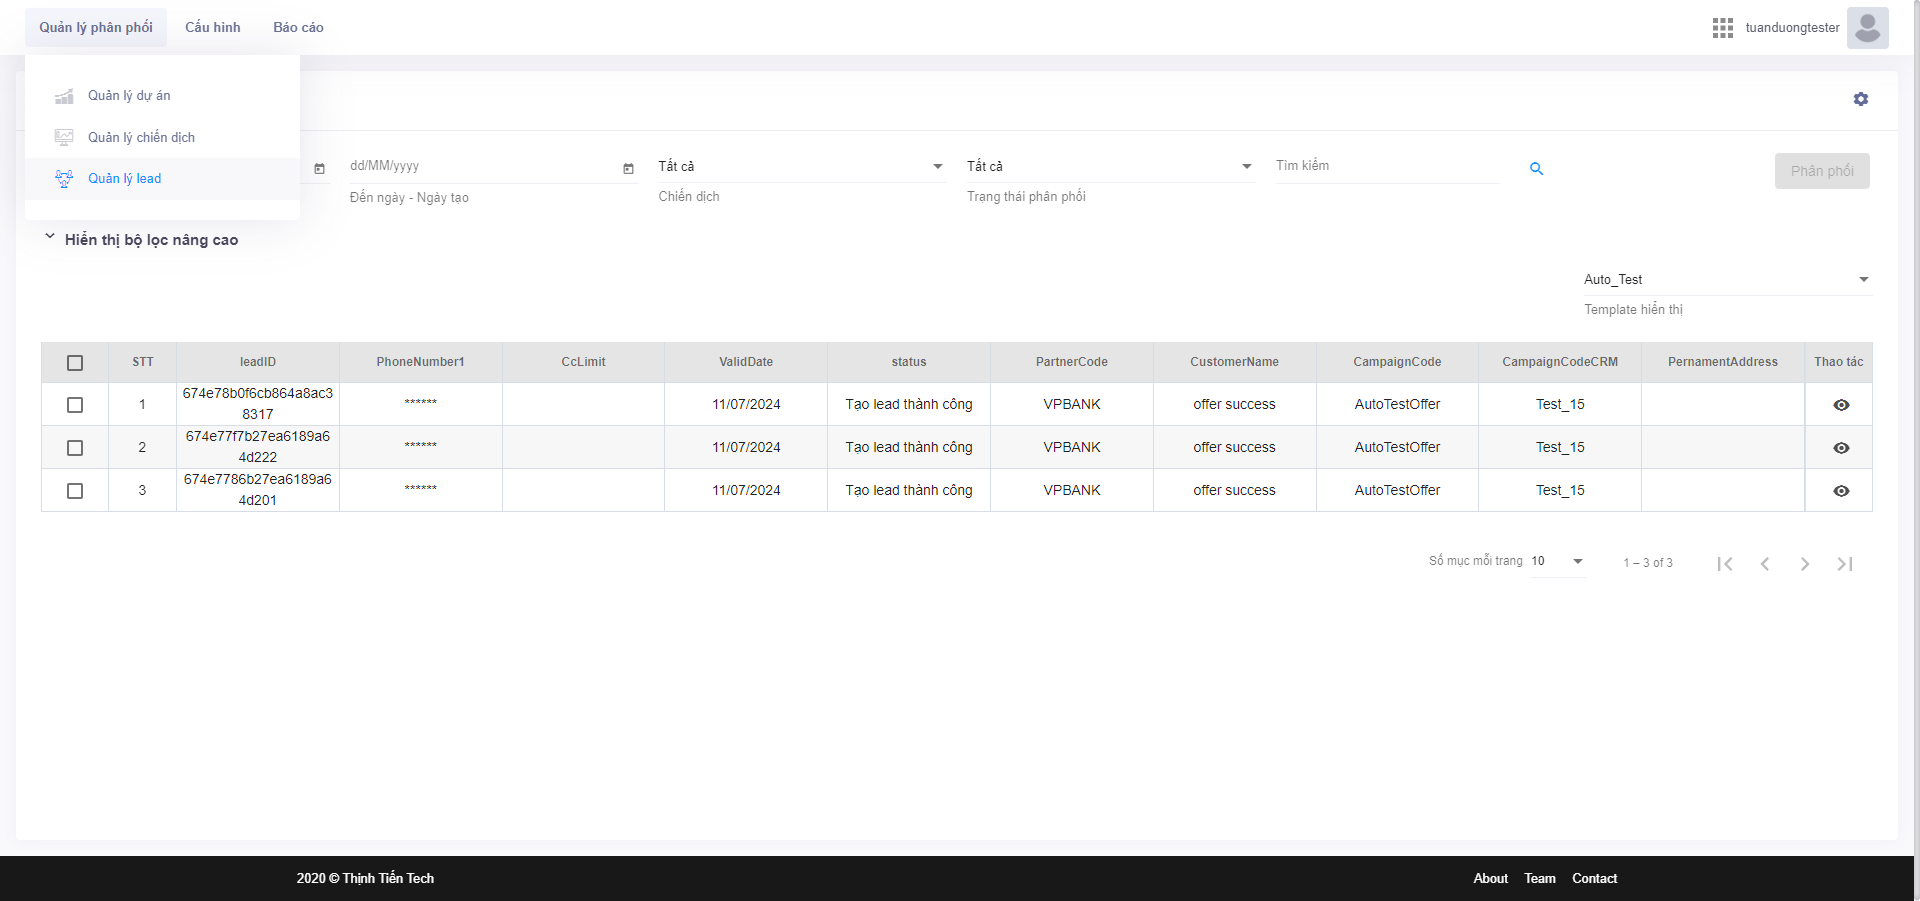 Quản lý phân phối Cấu hình Báo cáo tuanduongtester
Quản lý dự án
Quản lý chiến dịch
Quản lý lead
dd/MM/yyyy Tất cả Tất cả Tìm kiếm Phân phối
Đến ngày - Ngày tạo Chiến dịch Trạng thái phân phối
Hiển thị bộ lọc nâng cao
Auto_Test
Template hiển thị
STT leadID PhoneNumber1 CcLimit ValidDate status PartnerCode CustomerName CampaignCode CampaignCodeCRM PernamentAddress Thao tác
1 674e78b0f6cb864a8ac3 ****** 11/07/2024 Tạo lead thành công VPBANK offer success AutoTestOffer Test_15
8317
2 674e77f7b27ea6189a6 ****** 11/07/2024 Tạo lead thành công VPBANK offer success AutoTestOffer Test_15
4d222
3 674e7786b27ea6189a6 ****** 11/07/2024 Tạo lead thành công VPBANK offer success AutoTestOffer Test_15
4d201
Số mục mỗi trang 10 1 – 3 of 3
2020 © Thịnh Tiến Tech About Team Contact